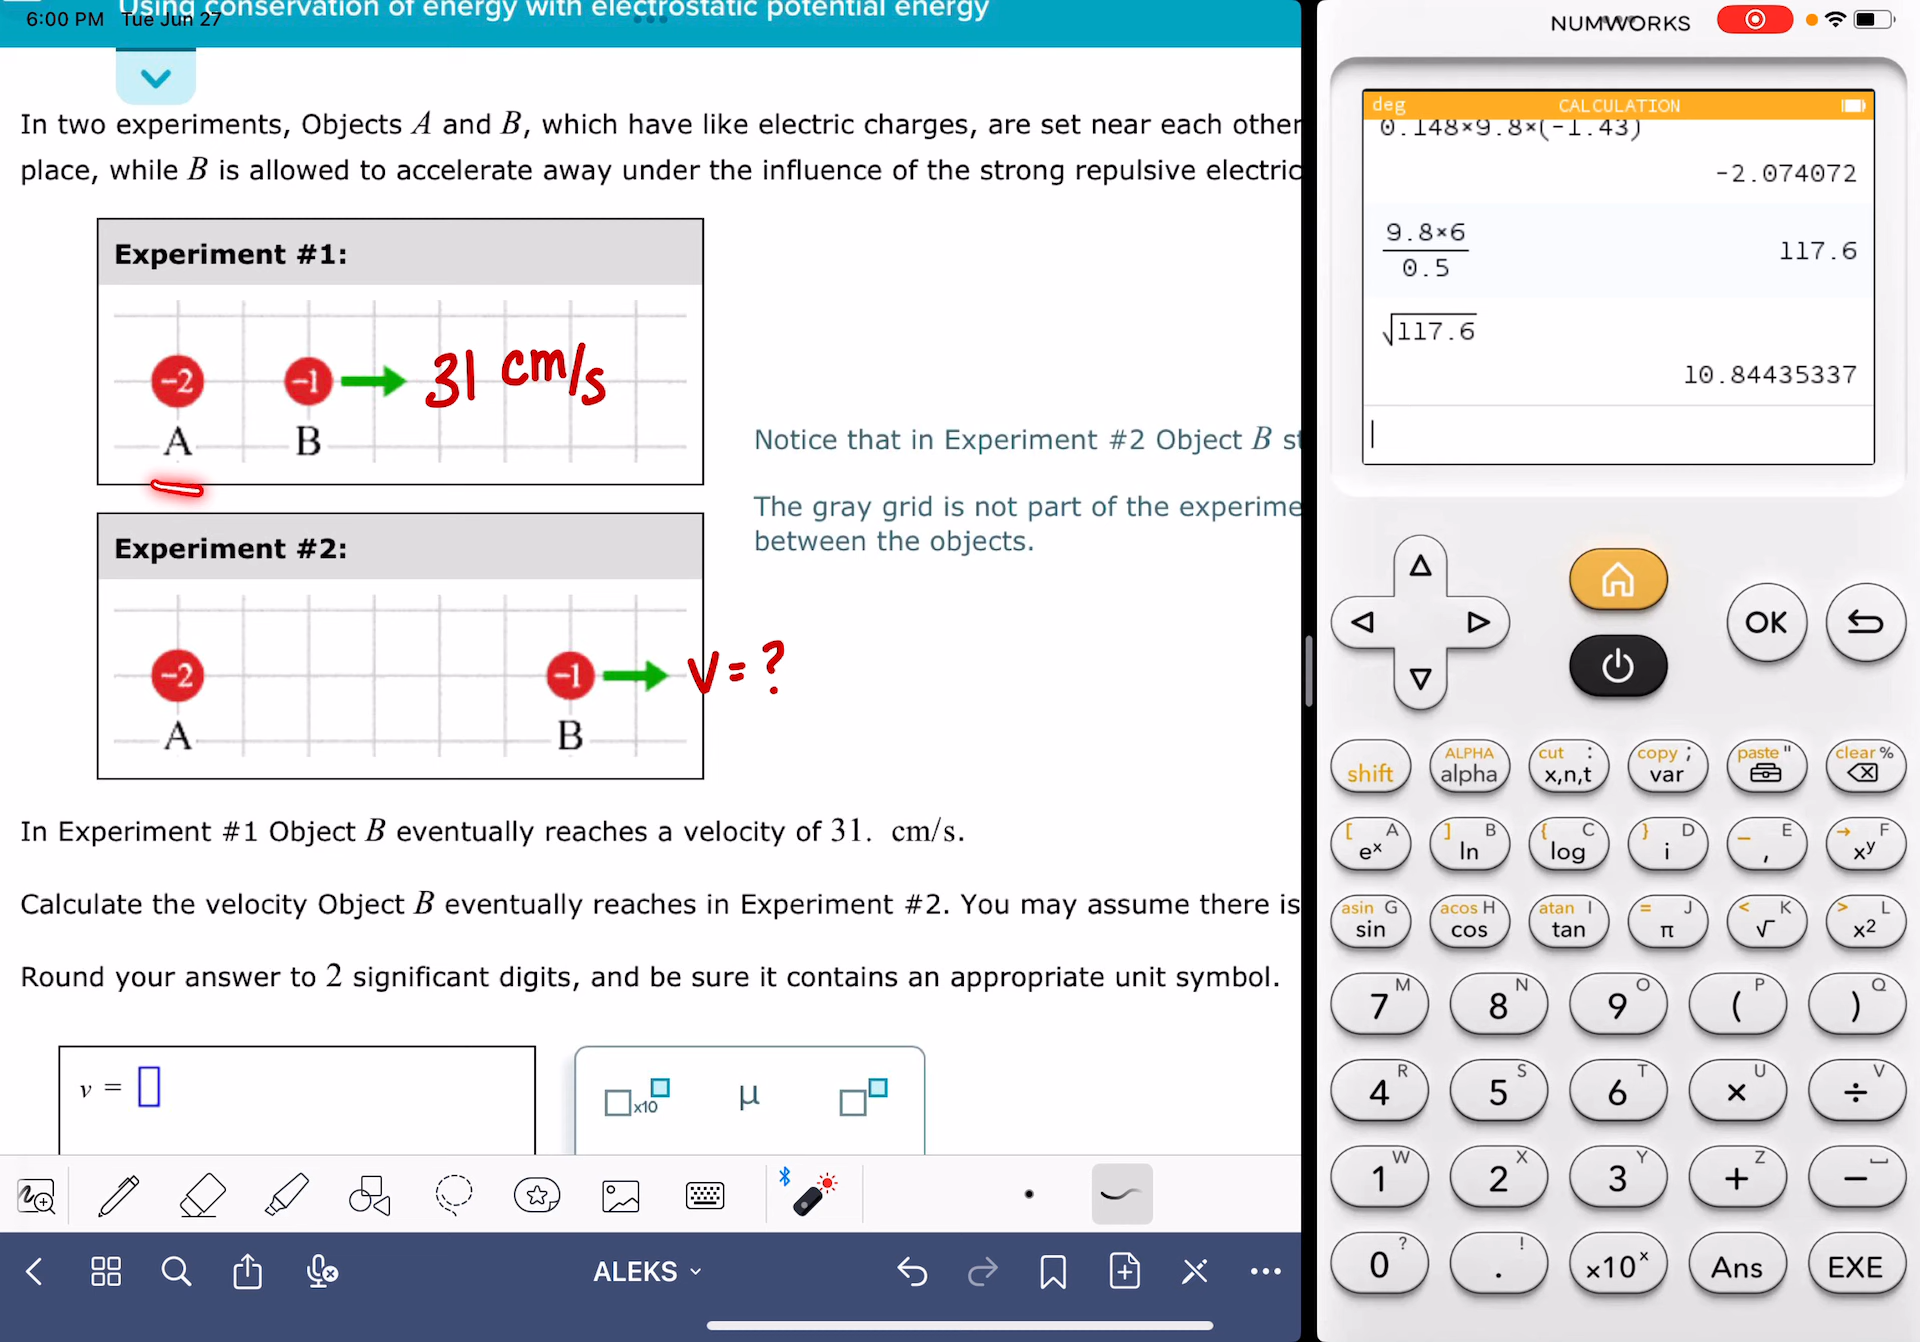 Using conservation of energy with electrostatic potential energy
6:00 PM Tue Jun 27
In two experiments, Objects A and B, which have like electric charges, are set near each other
place, while B is allowed to accelerate away under the influence of the strong repulsive electric
Experiment #1:
-2 -1 31 cm/s
A B
Notice that in Experiment #2 Object B st
The gray grid is not part of the experime
between the objects.
Experiment #2:
-2 -1 V = ?
A B
In Experiment #1 Object B eventually reaches a velocity of 31. cm/s.
Calculate the velocity Object B eventually reaches in Experiment #2. You may assume there is
Round your answer to 2 significant digits, and be sure it contains an appropriate unit symbol.
v =
x10 μ
ALEKS
NUMWORKS
deg CALCULATION
0.148×9.8×(-1.43)
-2.074072
9.8×6
0.5
117.6
√117.6
10.84435337
OK
shift ALPHA alpha cut : x,n,t copy ; var paste " clear %
[ A e^x ] B ln { C log } D i _ E , → F x^y
asin G sin acos H cos atan I tan = J π < K √ > L x²
7 M 8 N 9 O ( P ) Q
4 R 5 S 6 T × U ÷ V
1 W 2 X 3 Y + Z −
0 ? . ! ×10^x Ans EXE